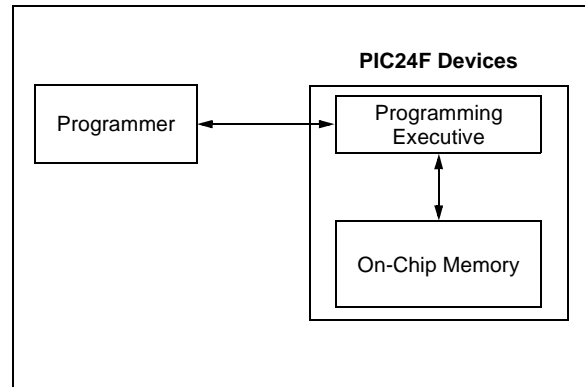 PIC24F Devices
Programmer
Programming
Executive
On-Chip Memory